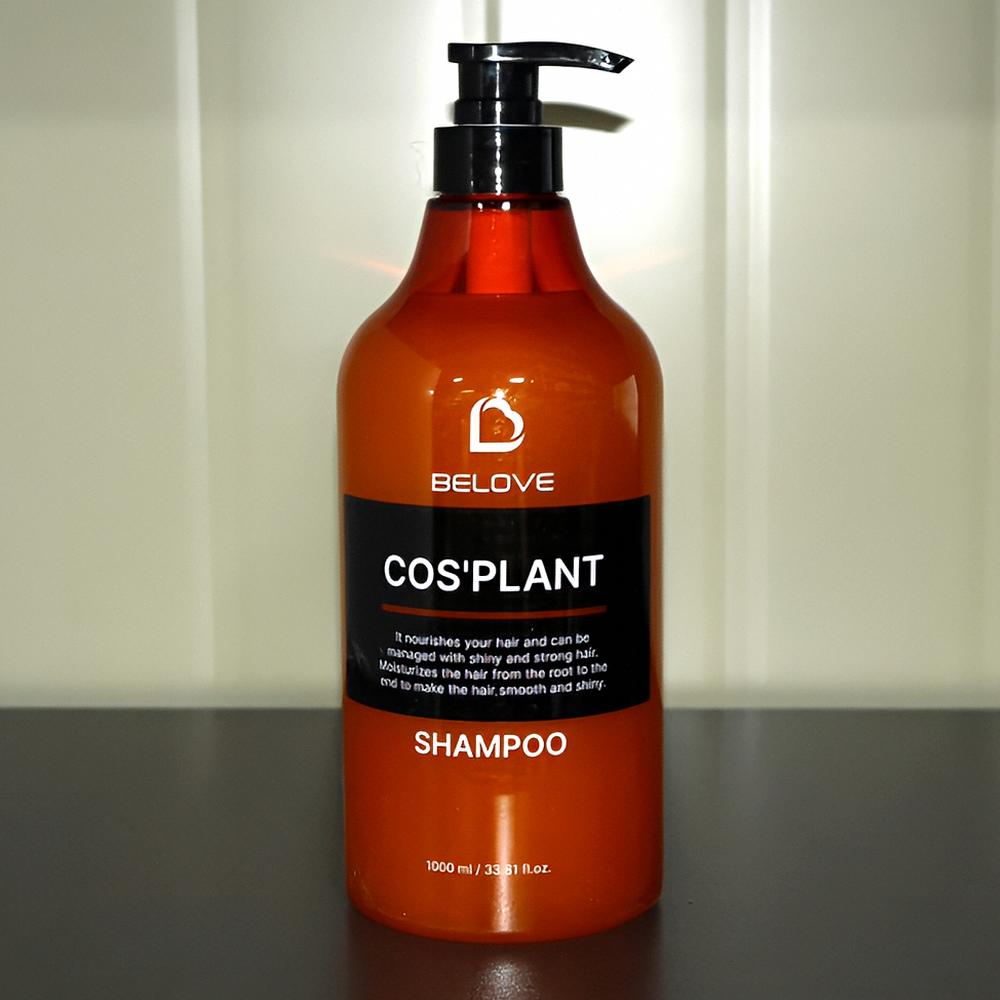 BELOVE
COS'PLANT
It nourishes your hair and can be
managed with shiny and strong hair.
Moisturizes the hair from the root to the
end to make the hair,smooth and shiny.
SHAMPOO
1000 ml / 33.81 fl.oz.